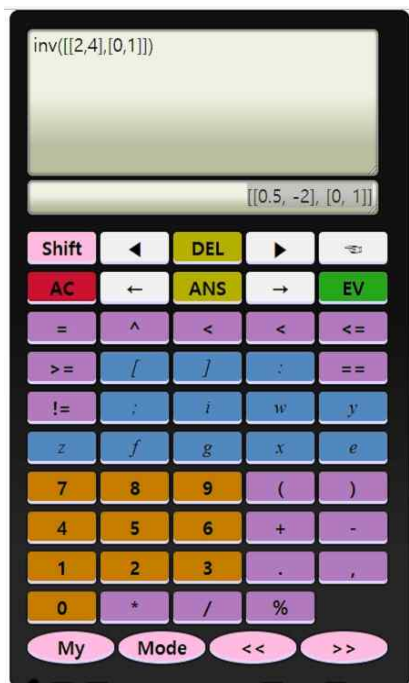 inv([[2,4],[0,1]])
[[0.5, -2], [0, 1]]
Shift ◀ DEL ▶ ☜
AC ← ANS → EV
= ^ < < <=
>= [ ] : ==
!= ; i w y
z f g x e
7 8 9 ( )
4 5 6 + -
1 2 3 . ,
0 * / %
My Mode << >>